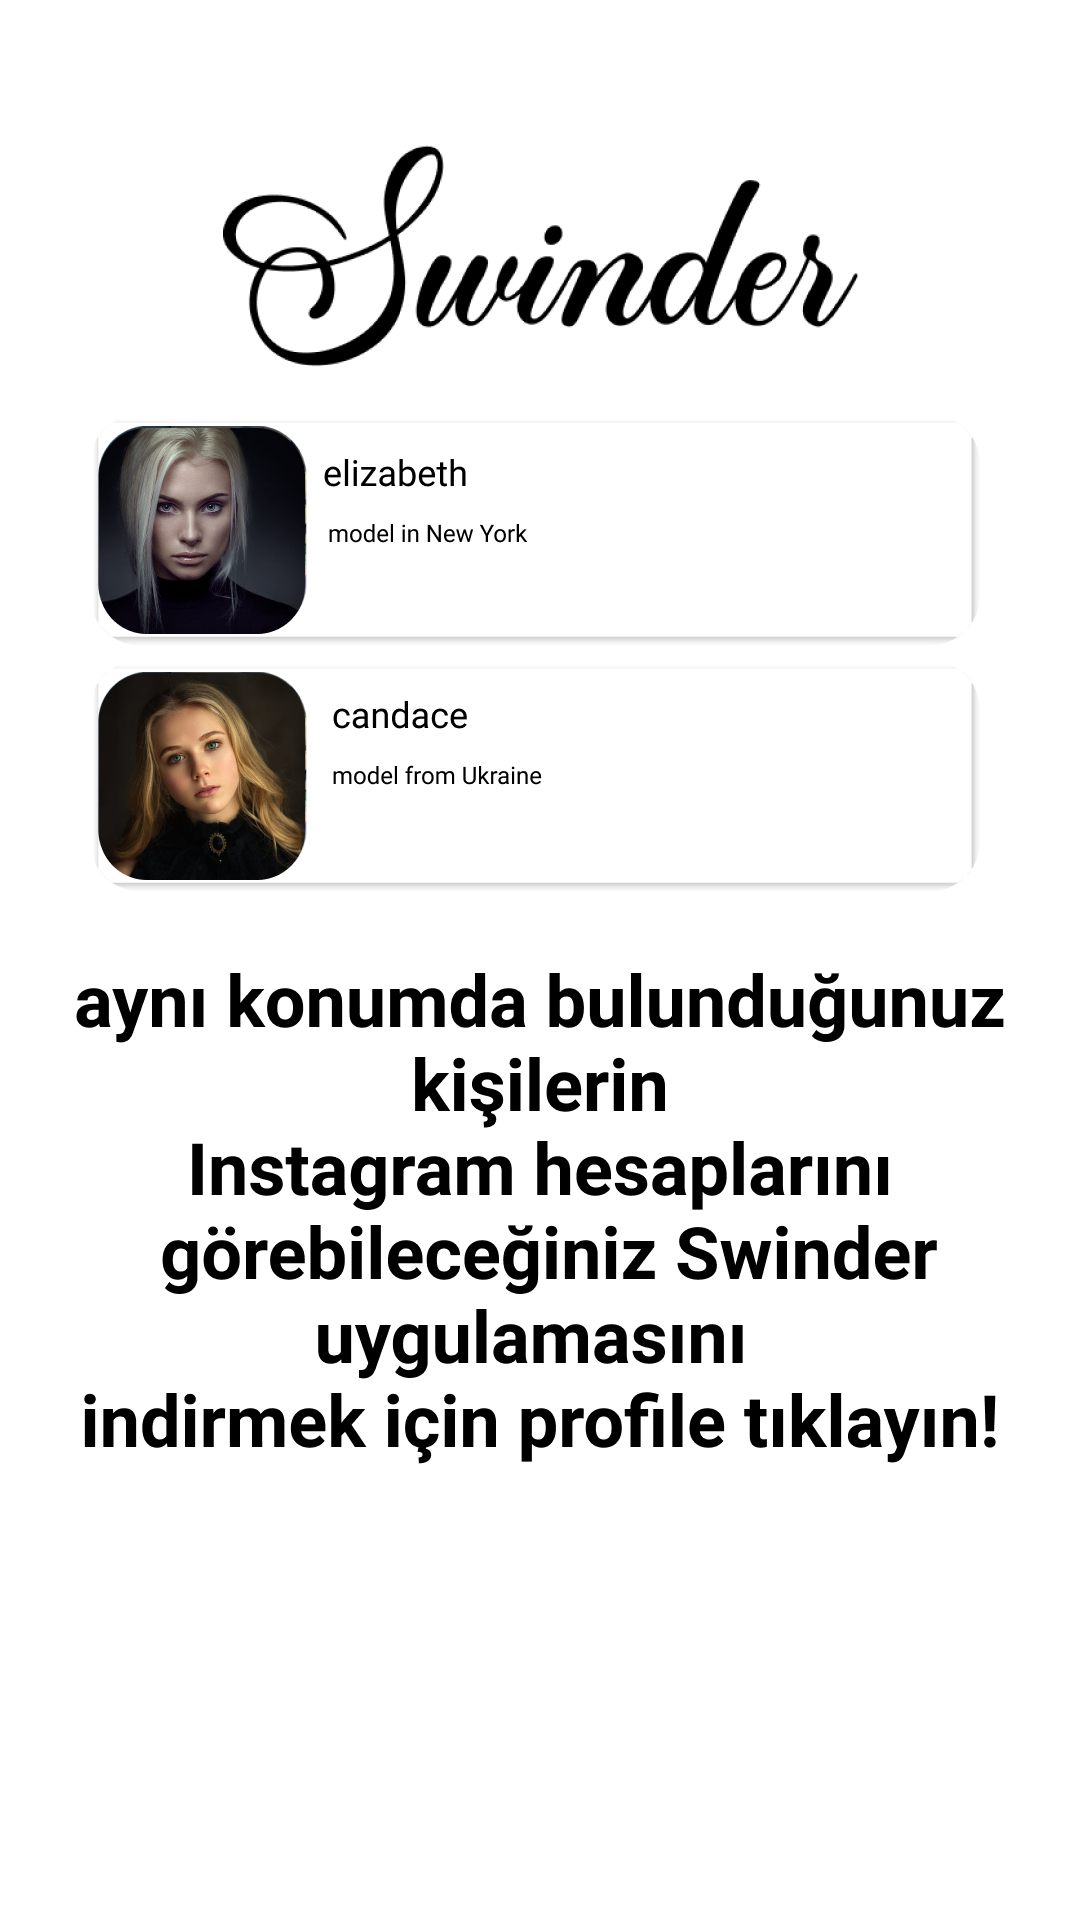 Swinder
elizabeth
model in New York
candace
model from Ukraine
aynı konumda bulunduğunuz
kişilerin
Instagram hesaplarını
görebileceğiniz Swinder
uygulamasını
indirmek için profile tıklayın!